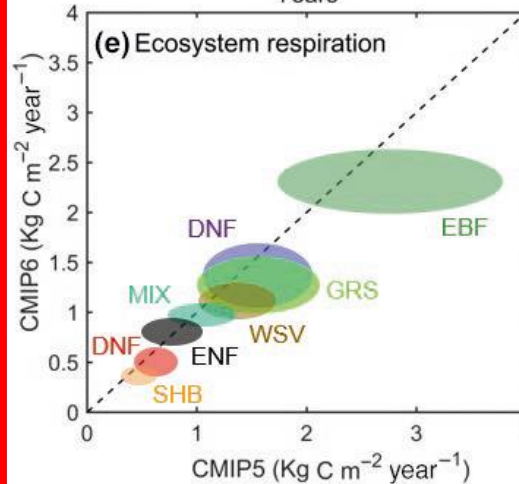 (e) Ecosystem respiration
CMIP6 (Kg C m⁻² year⁻¹)
4
3.5
3
2.5
2
1.5
1
0.5
0
DNF
EBF
MIX
GRS
WSV
DNF
ENF
SHB
0 1 2 3
CMIP5 (Kg C m⁻² year⁻¹)